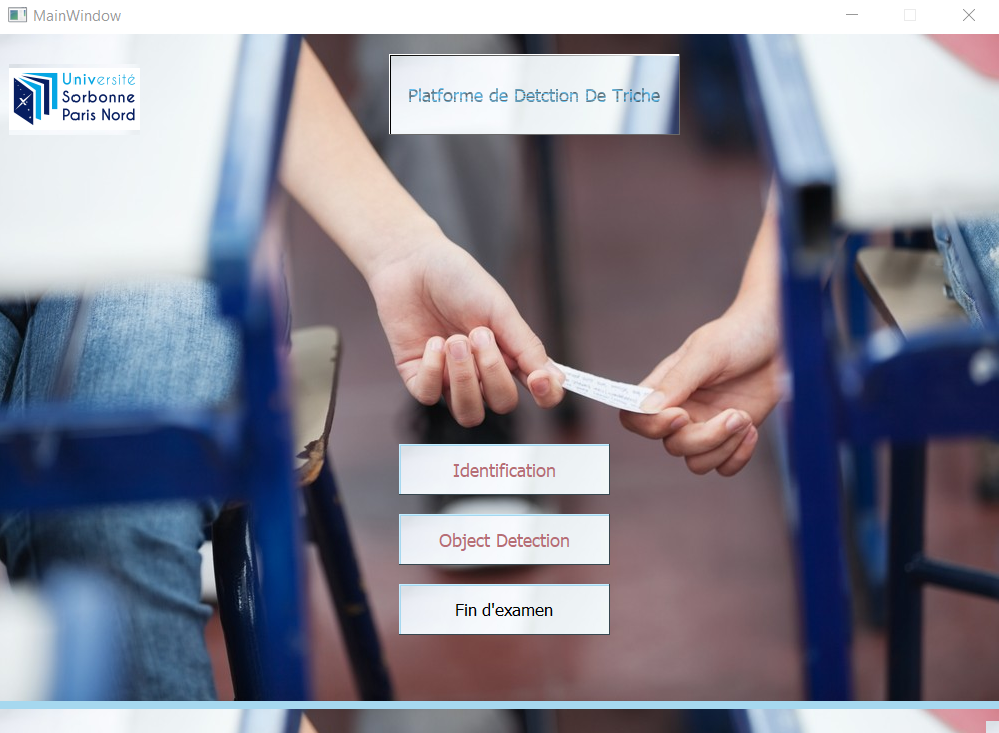 MainWindow
Université
Sorbonne
Paris Nord
Platforme de Detction De Triche
Identification
Object Detection
Fin d'examen